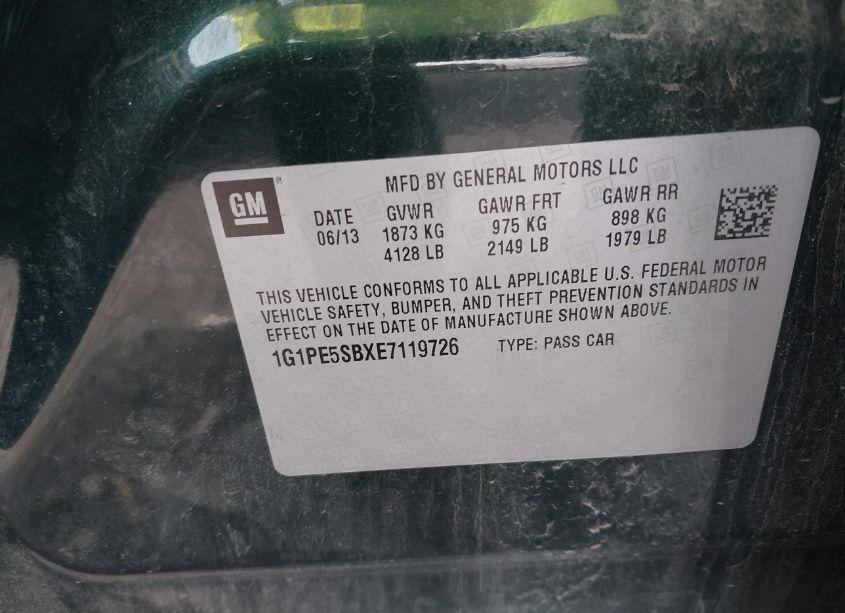 GM
MFD BY GENERAL MOTORS LLC
DATE GVWR GAWR FRT GAWR RR
06/13 1873 KG 975 KG 898 KG
4128 LB 2149 LB 1979 LB
THIS VEHICLE CONFORMS TO ALL APPLICABLE U.S. FEDERAL MOTOR
VEHICLE SAFETY, BUMPER, AND THEFT PREVENTION STANDARDS IN
EFFECT ON THE DATE OF MANUFACTURE SHOWN ABOVE.
1G1PE5SBXE7119726 TYPE: PASS CAR